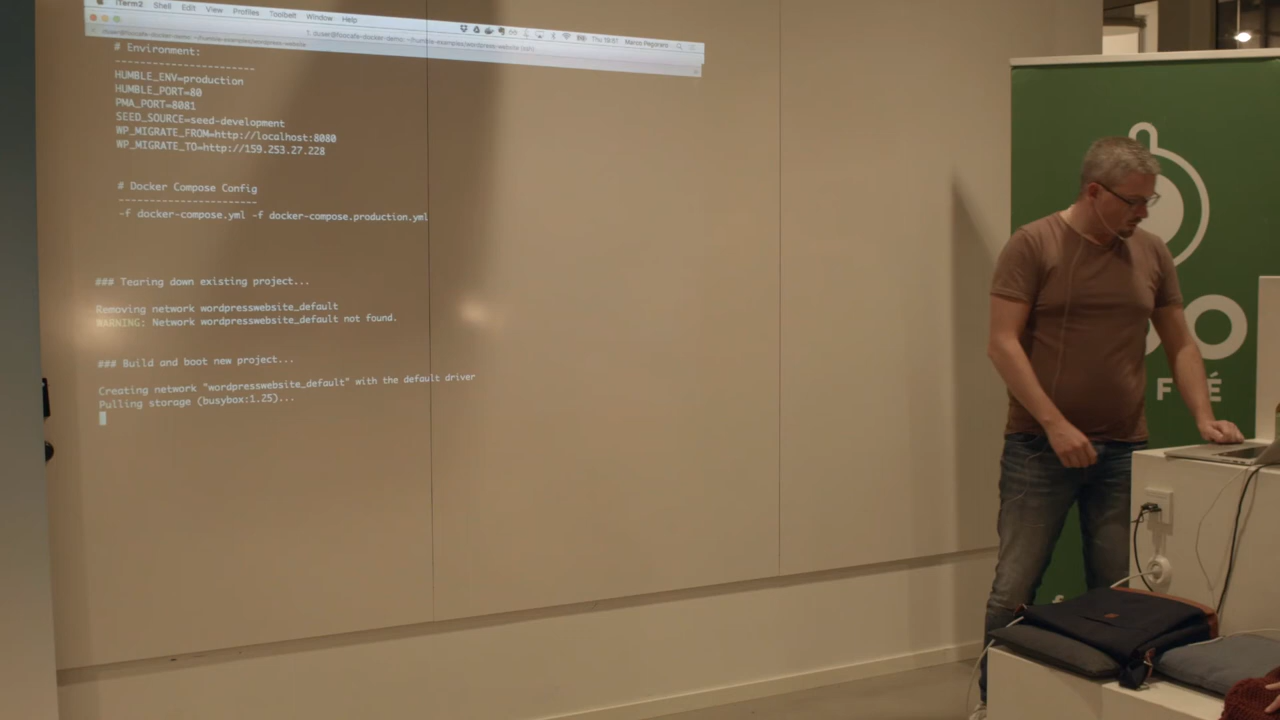 iTerm2 Shell Edit View Profiles Toolbelt Window Help
Marco Pegoraro
# Environment:
---------------------
HUMBLE_ENV=production
HUMBLE_PORT=80
PMA_PORT=8081
SEED_SOURCE=seed-development
WP_MIGRATE_FROM=http://localhost:8080
WP_MIGRATE_TO=http://159.253.27.228
# Docker Compose Config
---------------------
-f docker-compose.yml -f docker-compose.production.yml
### Tearing down existing project...
Removing network wordpresswebsite_default
WARNING: Network wordpresswebsite_default not found.
### Build and boot new project...
Creating network "wordpresswebsite_default" with the default driver
Pulling storage (busybox:1.25)...